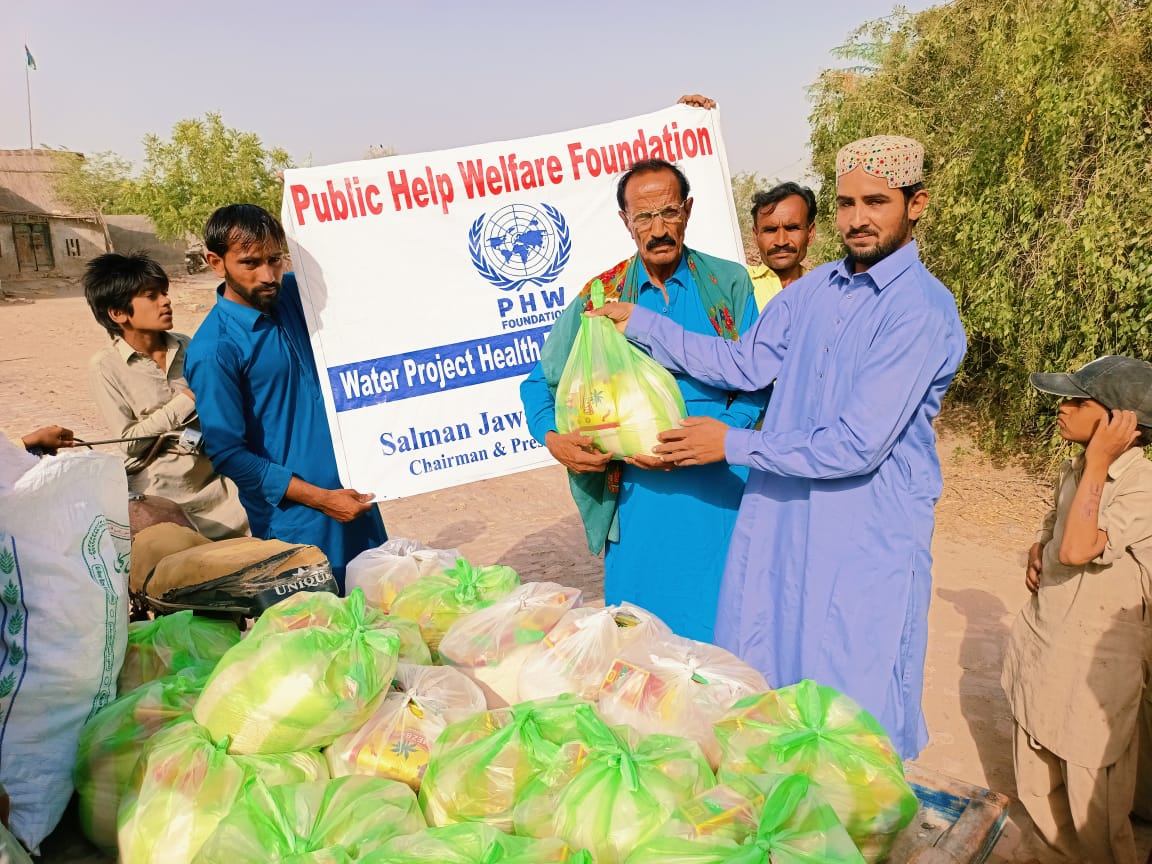 Public Help Welfare Foundation
PHW
FOUNDATION
Water Project Health
Salman Jaw
Chairman & Pres
UNIQUE